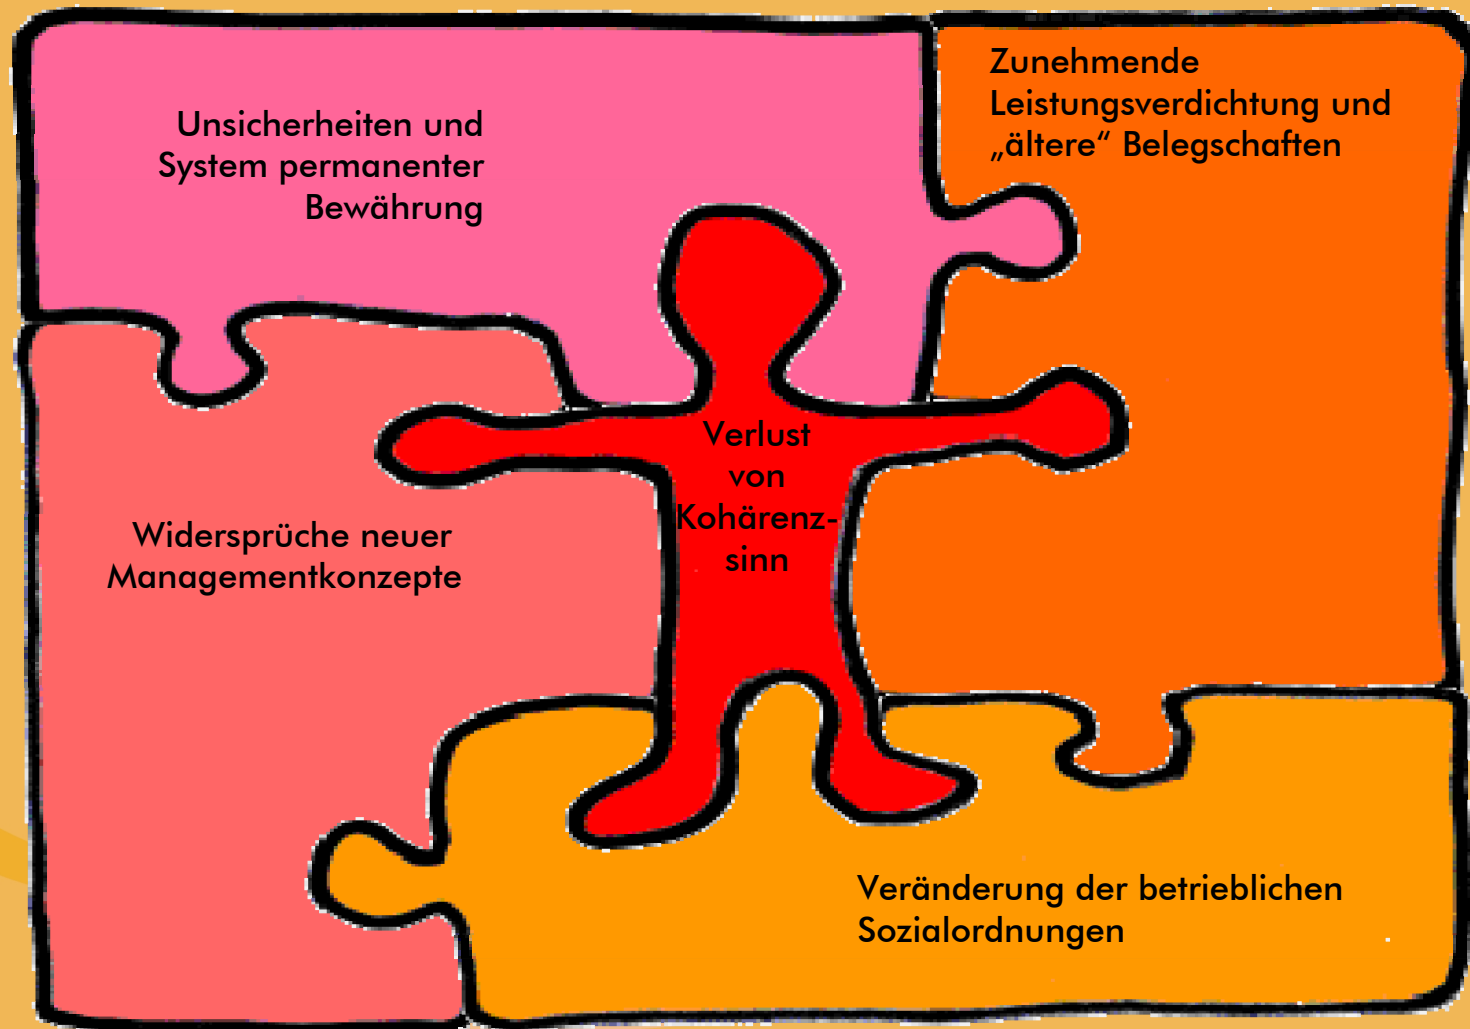 Unsicherheiten und
System permanenter
Bewährung
Zunehmende
Leistungsverdichtung und
„ältere“ Belegschaften
Verlust
von
Kohärenz-
sinn
Widersprüche neuer
Managementkonzepte
Veränderung der betrieblichen
Sozialordnungen